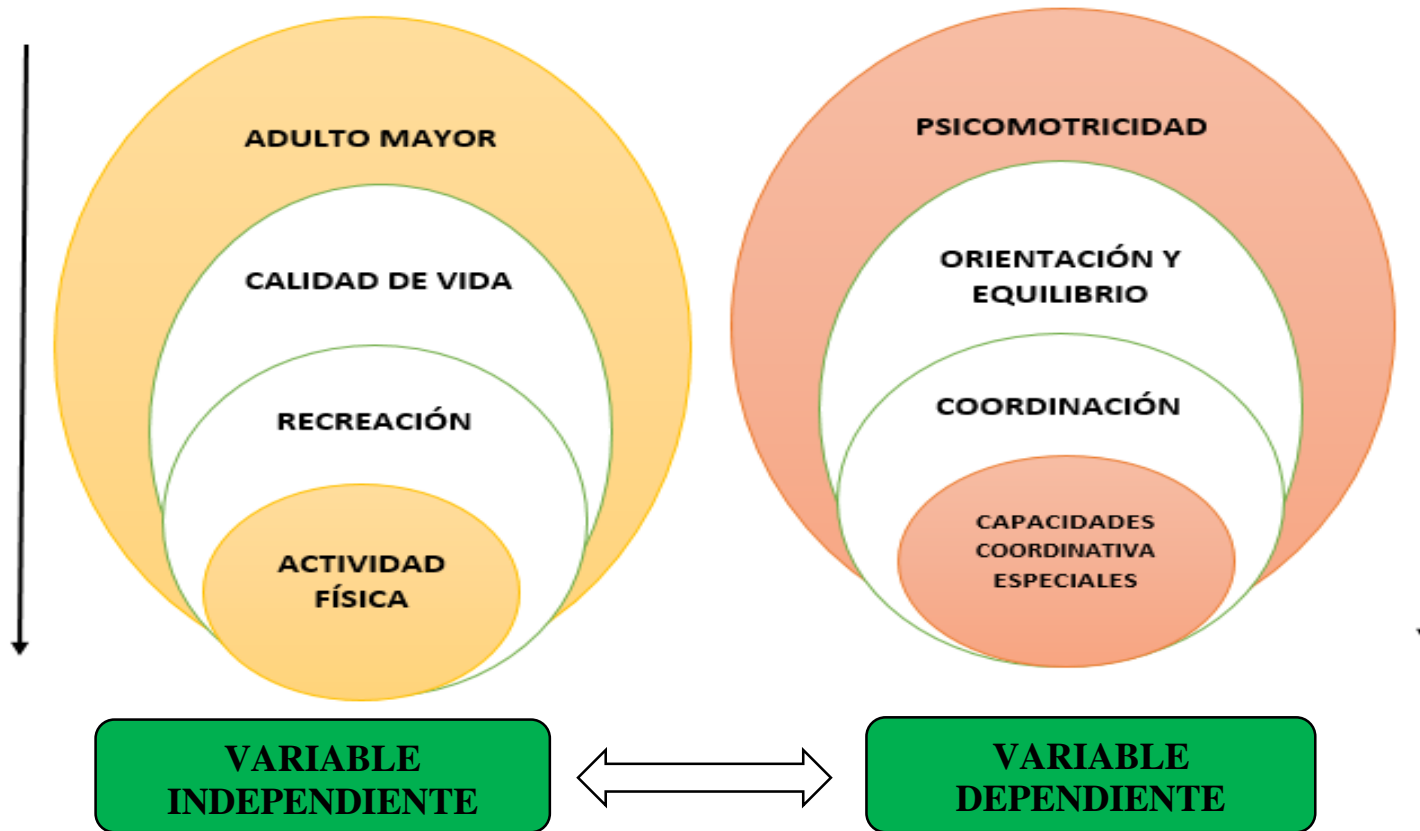 ADULTO MAYOR
CALIDAD DE VIDA
RECREACIÓN
ACTIVIDAD
FÍSICA
PSICOMOTRICIDAD
ORIENTACIÓN Y
EQUILIBRIO
COORDINACIÓN
CAPACIDADES
COORDINATIVA
ESPECIALES
VARIABLE
INDEPENDIENTE
VARIABLE
DEPENDIENTE